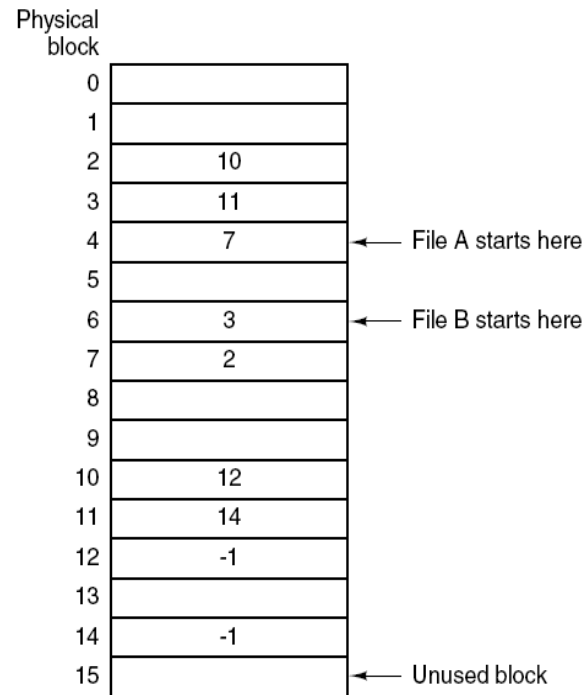 Physical
block
0
1
2 10
3 11
4 7 File A starts here
5
6 3 File B starts here
7 2
8
9
10 12
11 14
12 -1
13
14 -1
15 Unused block